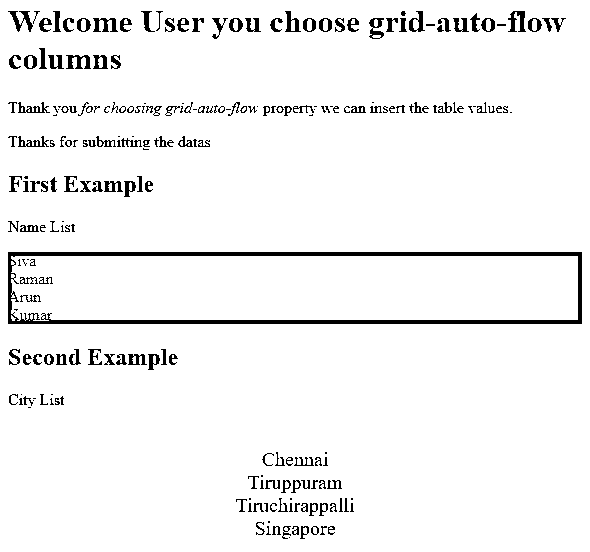 Welcome User you choose grid-auto-flow
columns
Thank you for choosing grid-auto-flow property we can insert the table values.
Thanks for submitting the datas
First Example
Name List
Siva
Raman
Arun
Kumar
Second Example
City List
Chennai
Tiruppuram
Tiruchirappalli
Singapore